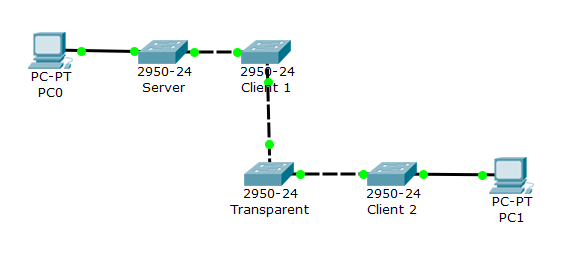 PC-PT
PC0
2950-24
Server
2950-24
Client 1
2950-24
Transparent
2950-24
Client 2
PC-PT
PC1